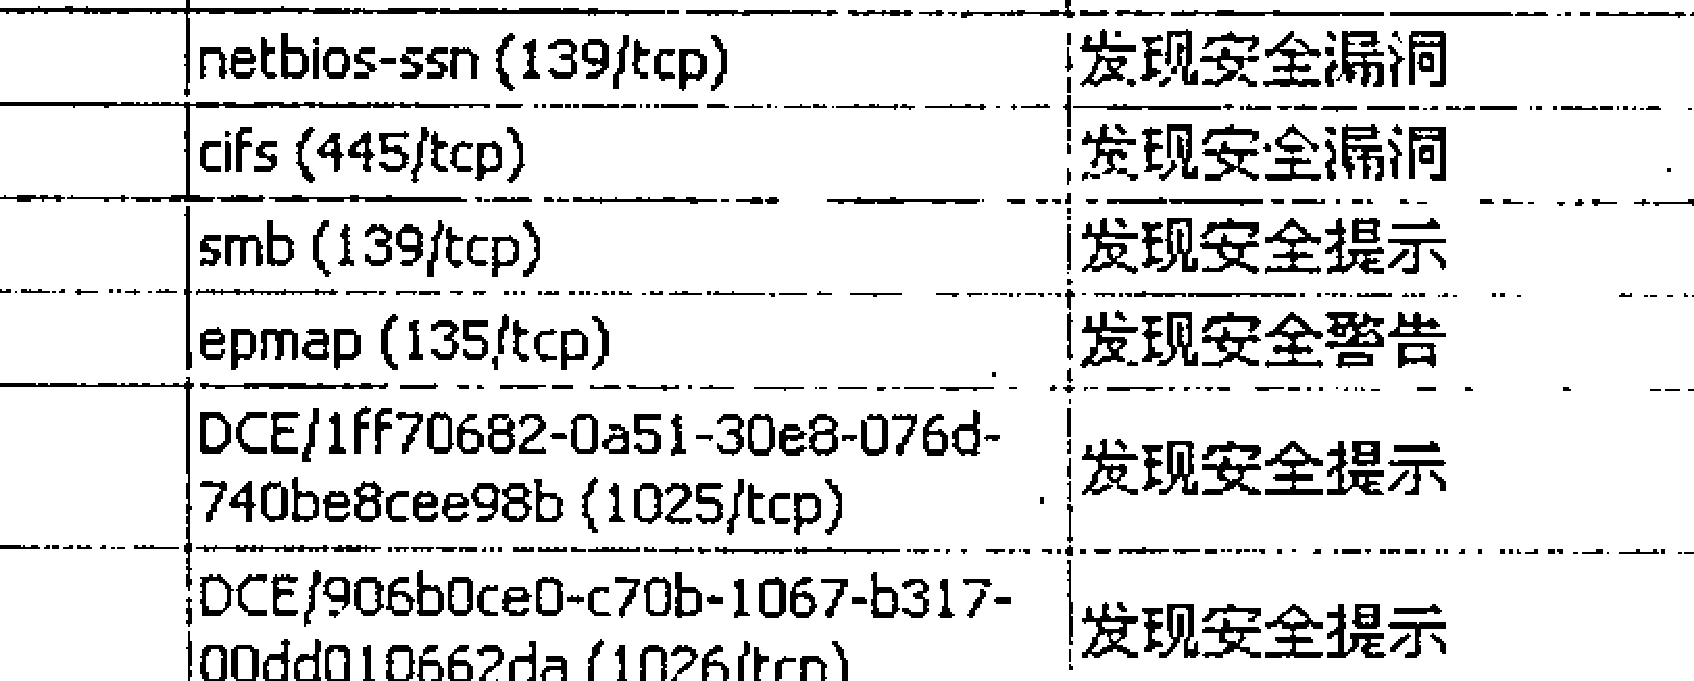 netbios-ssn (139/tcp) 发现安全漏洞
cifs (445/tcp) 发现安全漏洞
smb (139/tcp) 发现安全提示
epmap (135/tcp) 发现安全警告
DCE/1ff70682-0a51-30e8-076d-
740be8cee98b (1025/tcp) 发现安全提示
DCE/906b0ce0-c70b-1067-b317-
00dd010662da (1026/tcp) 发现安全提示